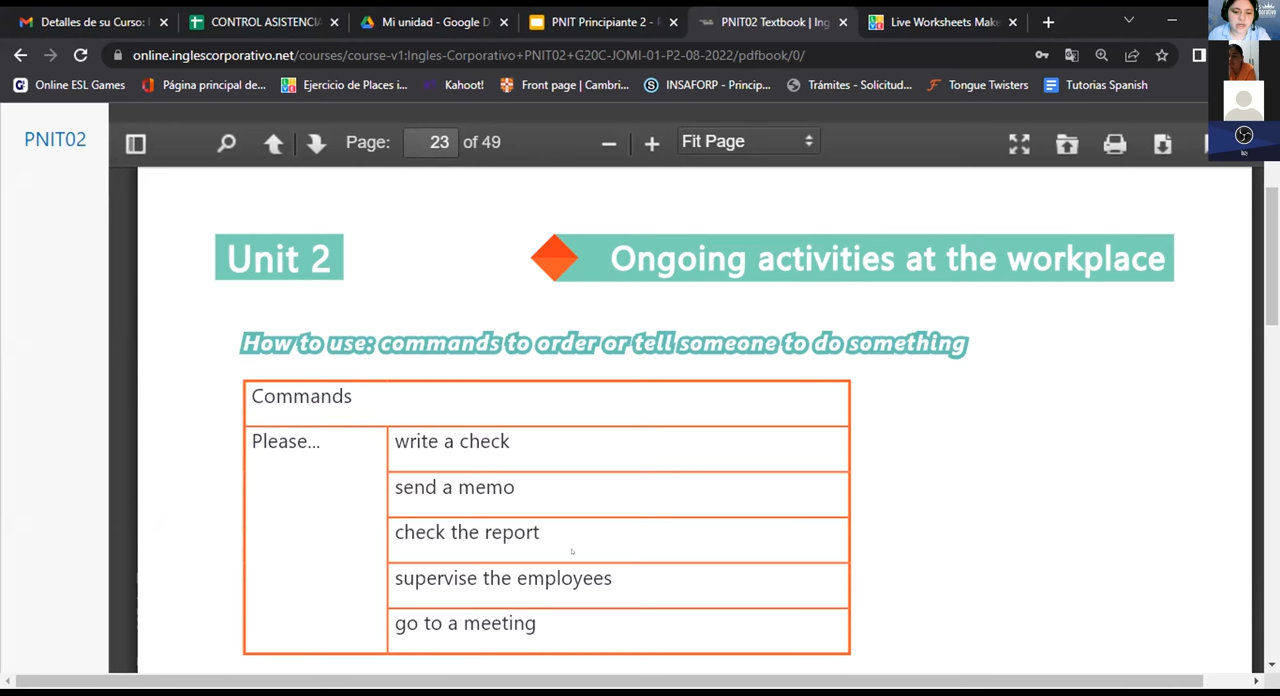 Detalles de su Curso:
CONTROL ASISTENCIA
Mi unidad - Google D
PNIT Principiante 2 - P
PNIT02 Textbook | Ing
Live Worksheets Make
online.inglescorporativo.net/courses/course-v1:Ingles-Corporativo+PNIT02+G20C-JOMI-01-P2-08-2022/pdfbook/0/
Online ESL Games
Página principal de...
Ejercicio de Places i...
Kahoot!
Front page | Cambri...
INSAFORP - Princip...
Trámites - Solicitud...
Tongue Twisters
Tutorias Spanish
PNIT02
Page: 23 of 49
Fit Page
Unit 2
Ongoing activities at the workplace
How to use: commands to order or tell someone to do something
Commands
Please...
write a check
send a memo
check the report
supervise the employees
go to a meeting